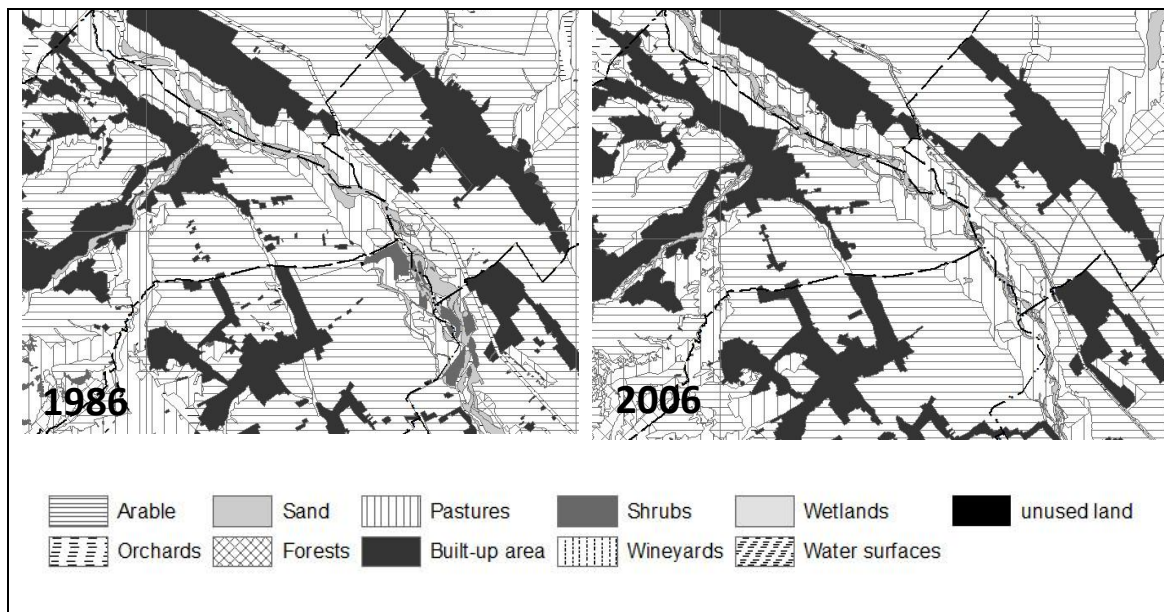 1986
2006
Arable Sand Pastures Shrubs Wetlands unused land
Orchards Forests Built-up area Wineyards Water surfaces